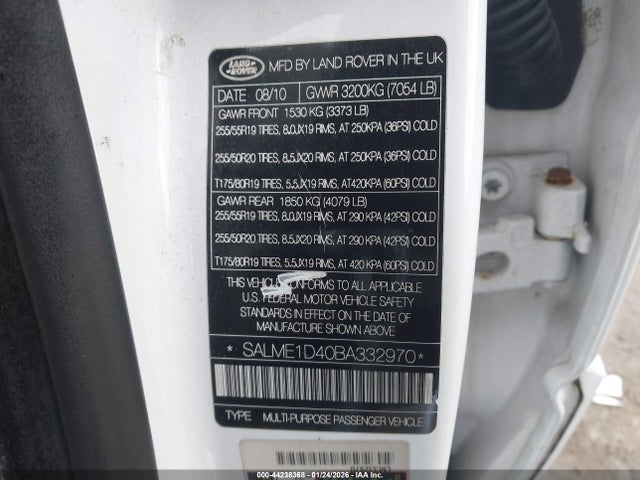 LAND ROVER
MFD BY LAND ROVER IN THE UK
DATE 08/10 GVWR 3200KG (7054 LB)
GAWR FRONT 1530 KG (3373 LB)
255/55R19 TIRES, 8.0JX19 RIMS, AT 250KPA (36PSI) COLD
255/50R20 TIRES, 8.5JX20 RIMS, AT 250KPA (36PSI) COLD
T175/80R19 TIRES, 5.5JX19 RIMS, AT420KPA (60PSI) COLD
GAWR REAR 1850 KG (4079 LB)
255/55R19 TIRES, 8.0JX19 RIMS, AT 290 KPA (42PSI) COLD
255/50R20 TIRES, 8.5JX20 RIMS, AT 290 KPA (42PSI) COLD
T175/80R19 TIRES, 5.5JX19 RIMS, AT 420 KPA (60PSI) COLD
THIS VEHICLE CONFORMS TO ALL APPLICABLE
U.S. FEDERAL MOTOR VEHICLE SAFETY
STANDARDS IN EFFECT ON THE DATE OF
MANUFACTURE SHOWN ABOVE.
* SALME1D40BA332970 *
TYPE MULTI-PURPOSE PASSENGER VEHICLE
000-44238368 - 01/24/2026 - IAAI.COM